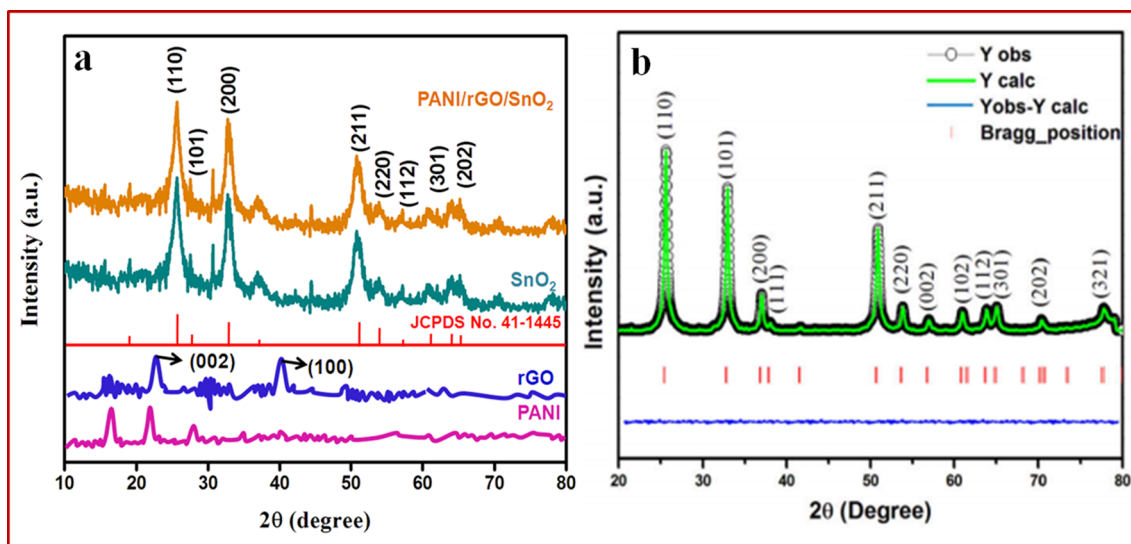 a
Intensity (a.u.)
(110)
(101)
(200)
(211)
(220)
(112)
(301)
(202)
PANI/rGO/SnO₂
SnO₂
JCPDS No. 41-1445
(002)
(100)
rGO
PANI
10 20 30 40 50 60 70 80
2θ (degree)
b
Y obs
Y calc
Yobs-Y calc
Bragg_position
Intensity (a.u.)
(110)
(101)
(200)
(111)
(211)
(220)
(002)
(102)
(112)
(301)
(202)
(321)
20 30 40 50 60 70 80
2θ (Degree)